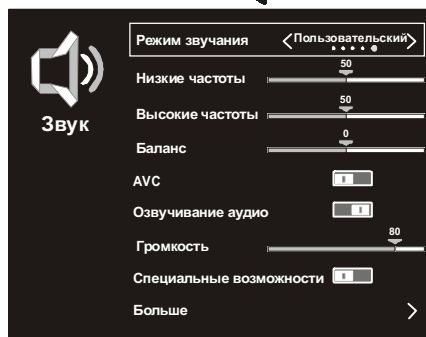 Звук
Режим звучания
Пользовательский
Низкие частоты
50
Высокие частоты
50
Баланс
0
AVC
Озвучивание аудио
Громкость
80
Специальные возможности
Больше